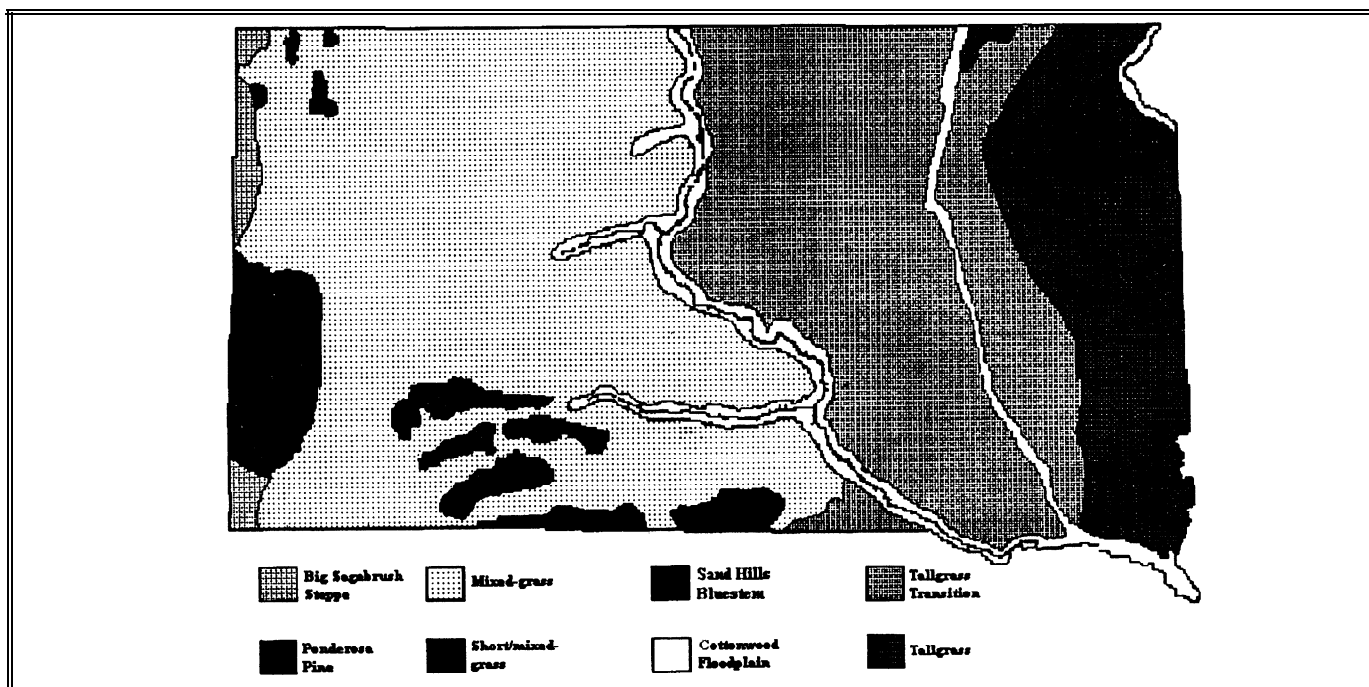 Big Sagebrush
Steppe
Mixed-grass
Sand Hills
Bluestem
Tallgrass
Transition
Ponderosa
Pine
Short/mixed-
grass
Cottonwood
Floodplain
Tallgrass